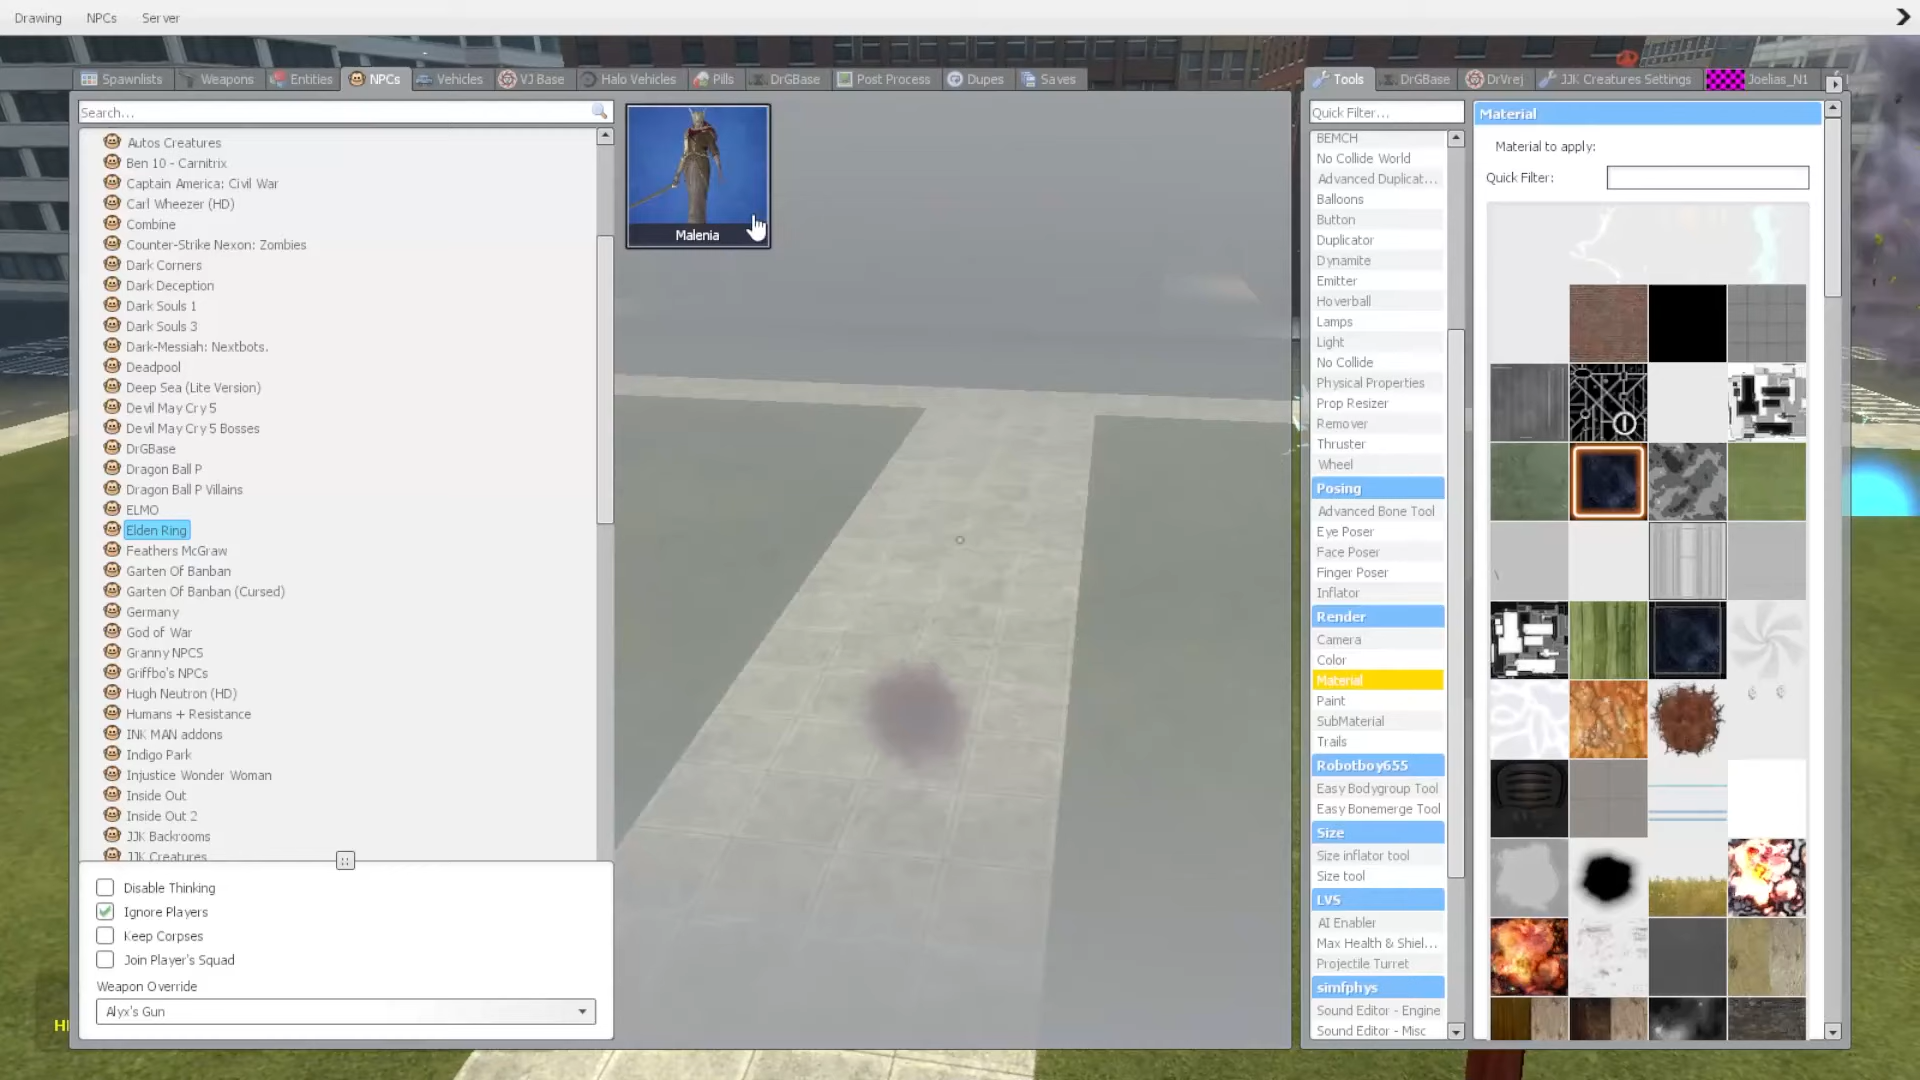 Drawing NPCs Server
Spawnlists Weapons Entities NPCs Vehicles VJ Base Halo Vehicles Pills DrGBase Post Process Dupes Saves
Search...
Autos Creatures
Ben 10 - Carnitrix
Captain America: Civil War
Carl Wheezer (HD)
Combine
Counter-Strike Nexon: Zombies
Dark Corners
Dark Deception
Dark Souls 1
Dark Souls 3
Dark-Messiah: Nextbots.
Deadpool
Deep Sea (Lite Version)
Devil May Cry 5
Devil May Cry 5 Bosses
DrGBase
Dragon Ball P
Dragon Ball P Villains
ELMO
Elden Ring
Feathers McGraw
Garten Of Banban
Garten Of Banban (Cursed)
Germany
God of War
Granny NPCS
Griffbo's NPCs
Hugh Neutron (HD)
Humans + Resistance
INK MAN addons
Indigo Park
Injustice Wonder Woman
Inside Out
Inside Out 2
JJK Backrooms
JJK Creatures
Disable Thinking
Ignore Players
Keep Corpses
Join Player's Squad
Weapon Override
Alyx's Gun
Malenia
Tools DrGBase DrVrej JJK Creatures Settings Joelias_N1
Quick Filter...
BEMCH
No Collide World
Advanced Duplicat...
Balloons
Button
Duplicator
Dynamite
Emitter
Hoverball
Lamps
Light
No Collide
Physical Properties
Prop Resizer
Remover
Thruster
Wheel
Posing
Advanced Bone Tool
Eye Poser
Face Poser
Finger Poser
Inflator
Render
Camera
Color
Material
Paint
SubMaterial
Trails
Robotboy655
Easy Bodygroup Tool
Easy Bonemerge Tool
Size
Size inflator tool
Size tool
LVS
AI Enabler
Max Health & Shiel...
Projectile Turret
simfphys
Sound Editor - Engine
Sound Editor - Misc
Material
Material to apply:
Quick Filter: